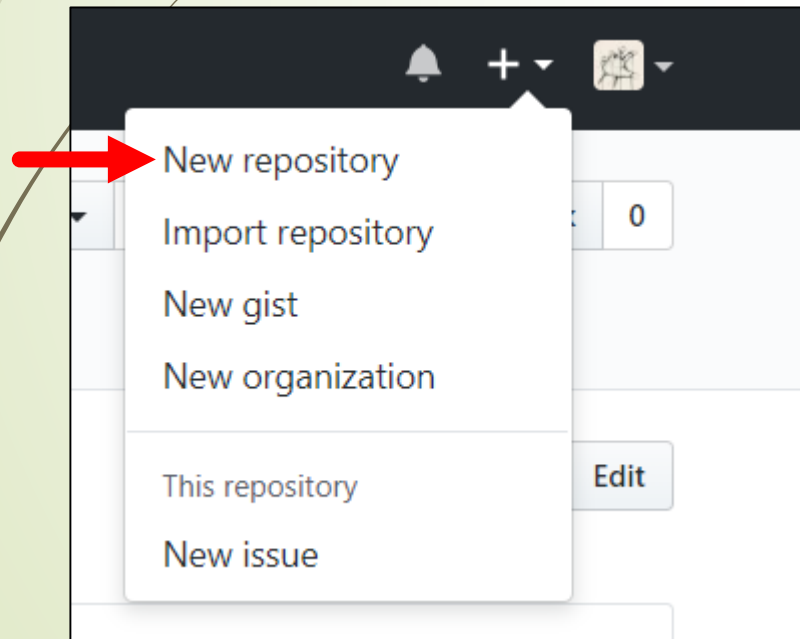 New repository
Import repository
0
New gist
New organization
This repository
Edit
New issue